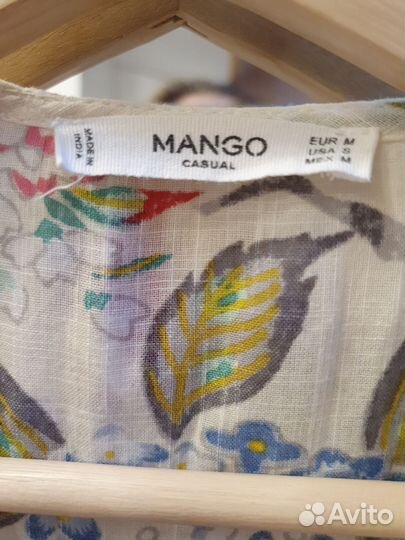 MADE IN
INDIA
MANGO
CASUAL
EUR M
USA S
MEX M
Avito